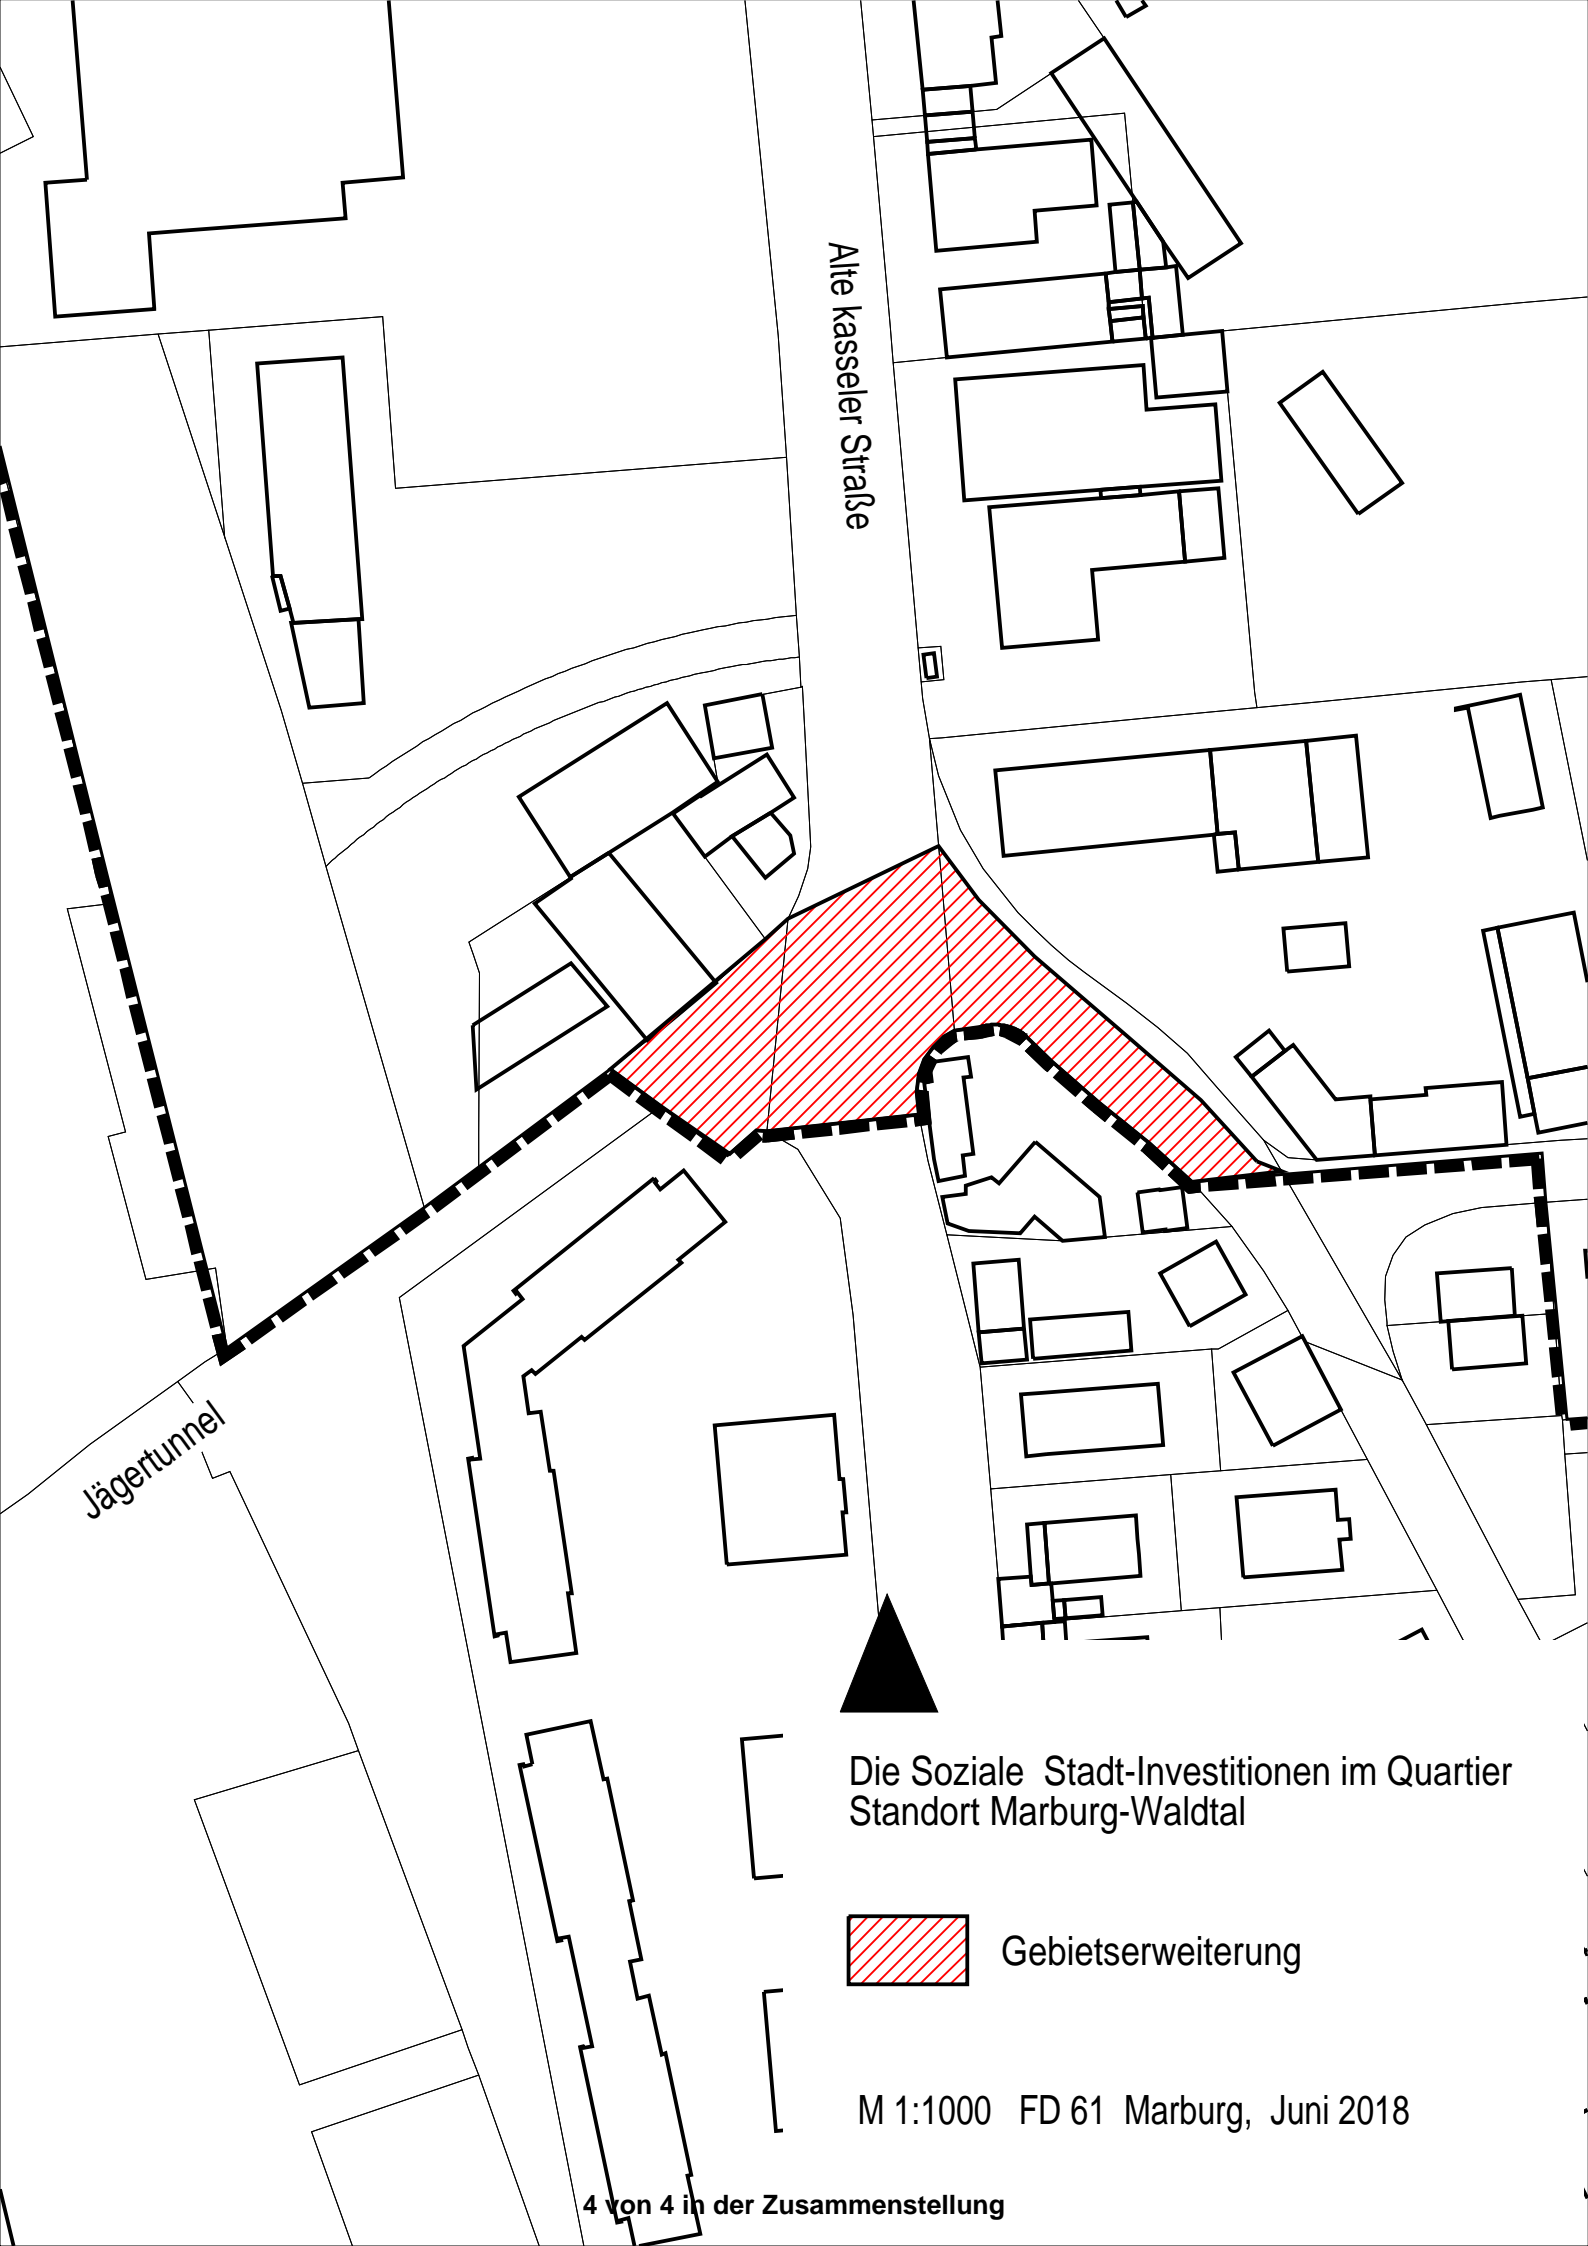 Alte kasseler Straße
Jägertunnel
Die Soziale  Stadt-Investitionen im Quartier
Standort Marburg-Waldtal
Gebietserweiterung
M 1:1000   FD 61  Marburg,  Juni 2018
4 von 4 in der Zusammenstellung